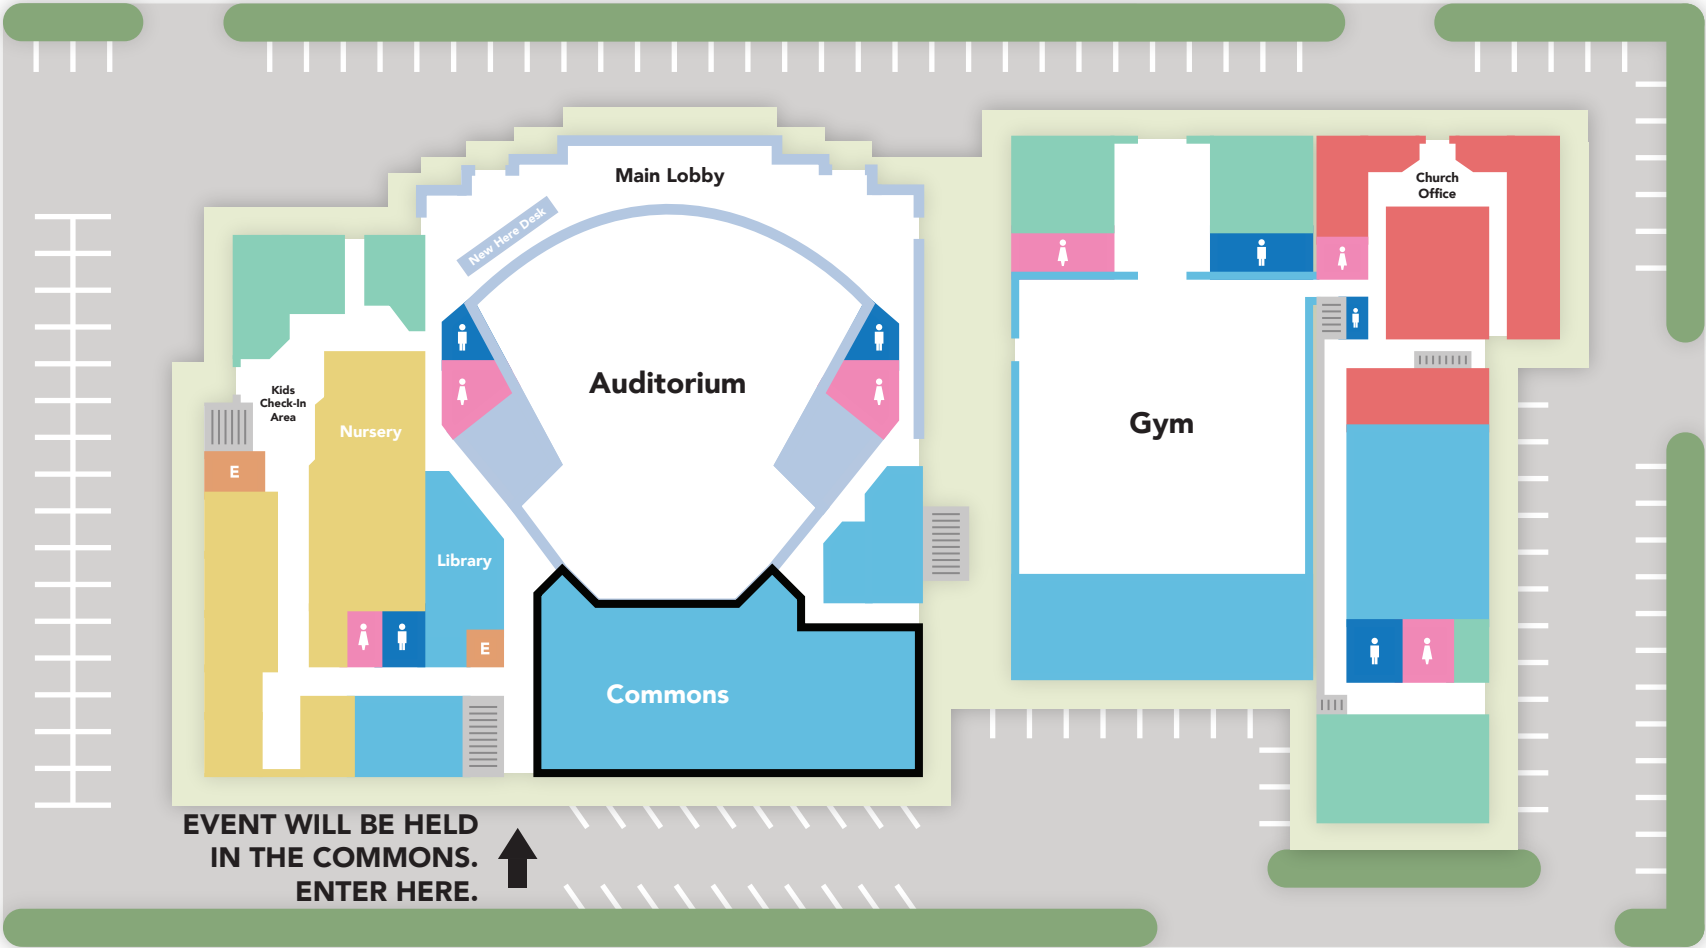 Main Lobby
Church
Office
New Here Desk
Auditorium
Kids
Check-In
Area
Nursery
Gym
E
Library
E
Commons
EVENT WILL BE HELD
IN THE COMMONS.
ENTER HERE.